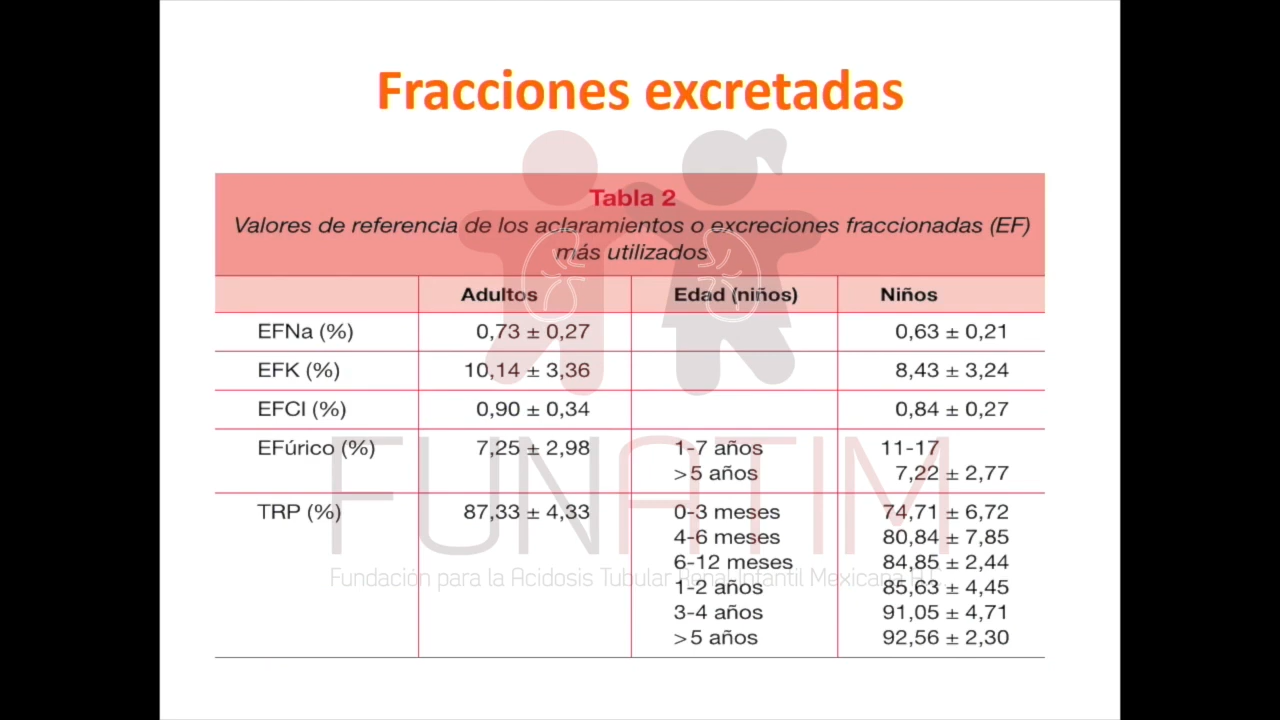 Fracciones excretadas
Tabla 2
Valores de referencia de los aclaramientos o excreciones fraccionadas (EF)
más utilizados
Adultos Edad (niños) Niños
EFNa (%) 0,73 ± 0,27 0,63 ± 0,21
EFK (%) 10,14 ± 3,36 8,43 ± 3,24
EFCl (%) 0,90 ± 0,34 0,84 ± 0,27
EFúrico (%) 7,25 ± 2,98 1-7 años 11-17
>5 años 7,22 ± 2,77
TRP (%) 87,33 ± 4,33 0-3 meses 74,71 ± 6,72
4-6 meses 80,84 ± 7,85
6-12 meses 84,85 ± 2,44
1-2 años 85,63 ± 4,45
3-4 años 91,05 ± 4,71
>5 años 92,56 ± 2,30
FUNATIM
Fundación para la Acidosis Tubular Renal Infantil Mexicana A.C.